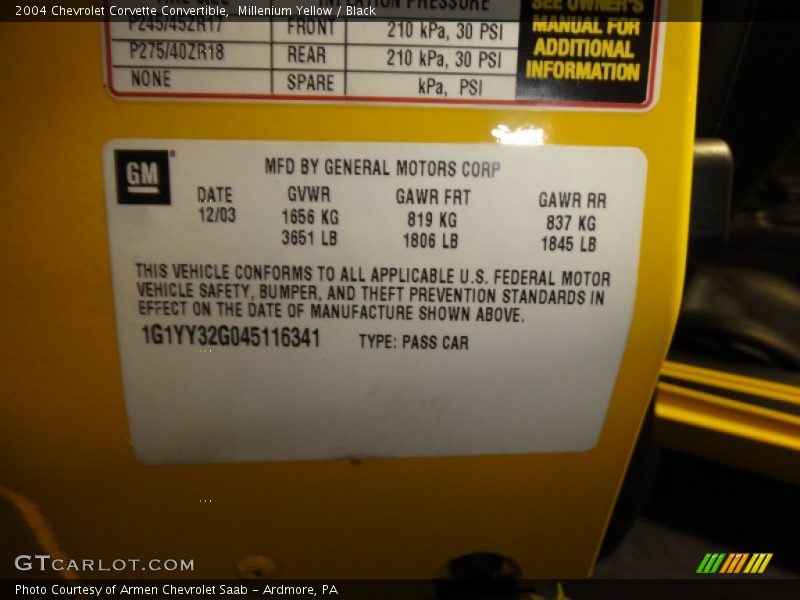 2004 Chevrolet Corvette Convertible, Millenium Yellow / Black
PRESSURE
SEE OWNER'S
MANUAL FOR
ADDITIONAL
INFORMATION
P245/45ZR17 FRONT 210 kPa, 30 PSI
P275/40ZR18 REAR 210 kPa, 30 PSI
NONE SPARE kPa, PSI
GM
MFD BY GENERAL MOTORS CORP
DATE GVWR GAWR FRT GAWR RR
12/03 1656 KG 819 KG 837 KG
3651 LB 1806 LB 1845 LB
THIS VEHICLE CONFORMS TO ALL APPLICABLE U.S. FEDERAL MOTOR
VEHICLE SAFETY, BUMPER, AND THEFT PREVENTION STANDARDS IN
EFFECT ON THE DATE OF MANUFACTURE SHOWN ABOVE.
1G1YY32G045116341 TYPE: PASS CAR
GTCARLOT.COM
Photo Courtesy of Armen Chevrolet Saab - Ardmore, PA